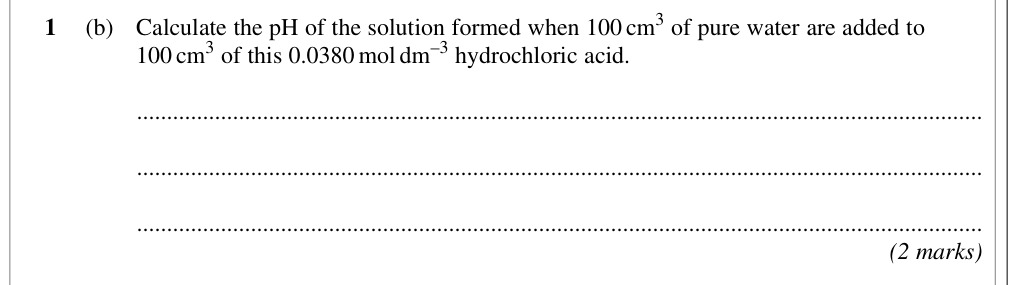 1 (b) Calculate the pH of the solution formed when 100 cm³ of pure water are added to
100 cm³ of this 0.0380 mol dm⁻³ hydrochloric acid.
................................................................................
................................................................................
................................................................................
(2 marks)